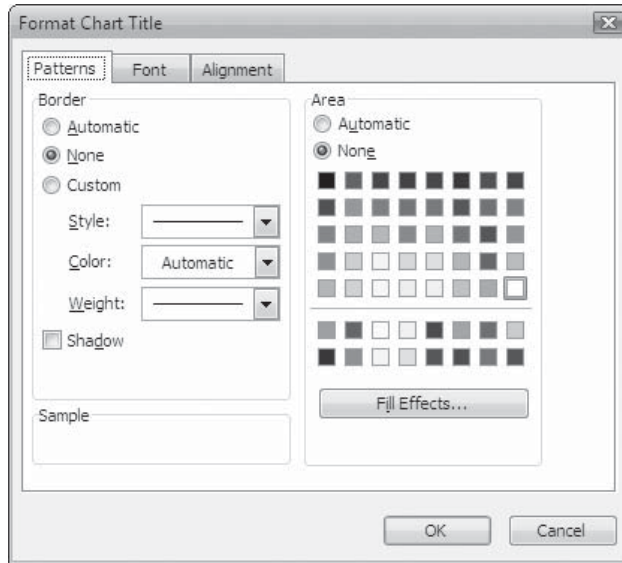 Format Chart Title
Patterns Font Alignment
Border
Automatic
None
Custom
Style:
Color: Automatic
Weight:
Shadow
Sample
Area
Automatic
None
Fill Effects...
OK Cancel